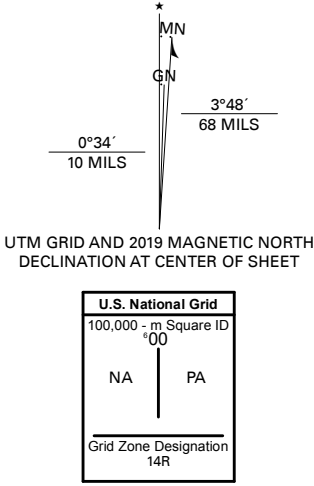 ★
MN
GN
3°48´
68 MILS
0°34´
10 MILS
UTM GRID AND 2019 MAGNETIC NORTH
DECLINATION AT CENTER OF SHEET
U.S. National Grid
100,000 - m Square ID
⁶00
NA PA
Grid Zone Designation
14R